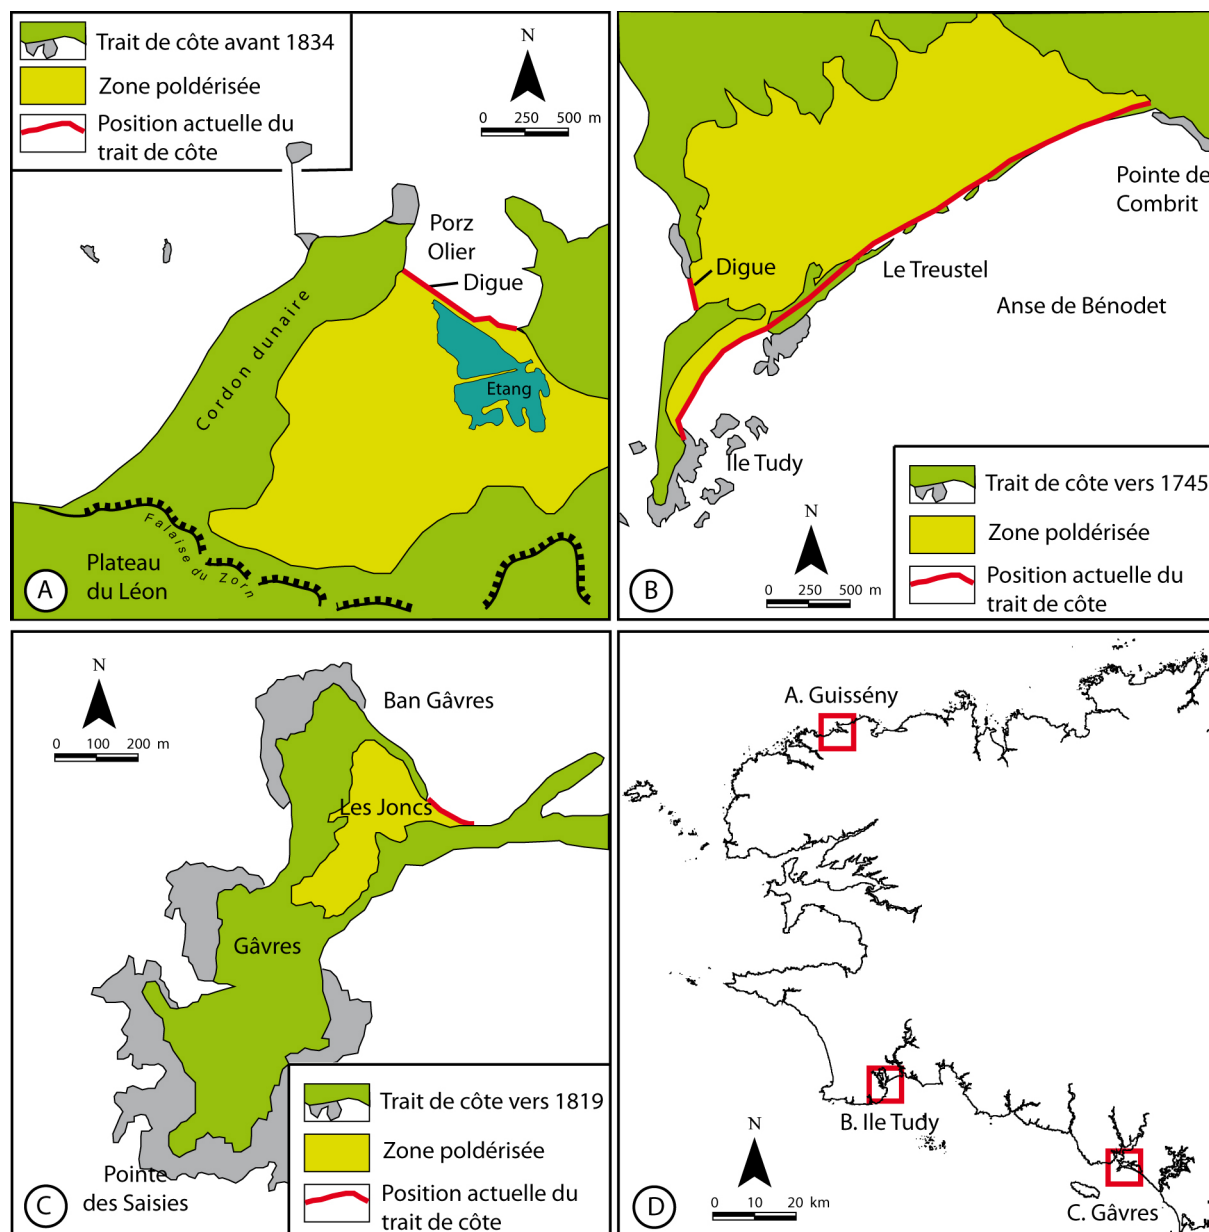 Trait de côte avant 1834
Zone poldérisée
Position actuelle du
trait de côte
N
0 250 500 m
Porz
Olier
Digue
Cordon dunaire
Etang
Falaise du Zorn
Plateau
du Léon
A
N
0 250 500 m
Pointe de
Combrit
Digue
Le Treustel
Anse de Bénodet
Ile Tudy
N
0 250 500 m
B
Trait de côte vers 1745
Zone poldérisée
Position actuelle du
trait de côte
N
0 100 200 m
Ban Gâvres
Les Joncs
Gâvres
Pointe
des Saisies
C
Trait de côte vers 1819
Zone poldérisée
Position actuelle du
trait de côte
A. Guissény
B. Ile Tudy
C. Gâvres
N
0 10 20 km
D